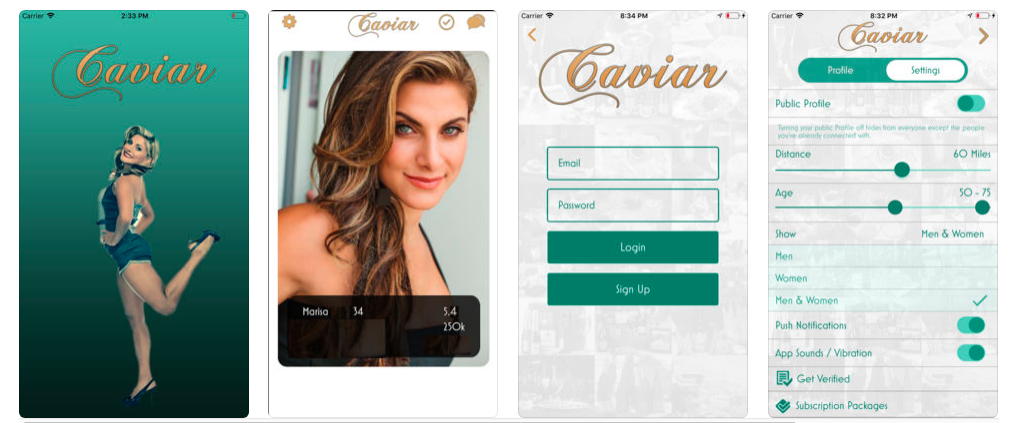 Carrier
2:33 PM
Caviar
Caviar
Marisa 34 5,4
250k
Carrier 8:34 PM
Caviar
Email
Password
Login
Sign Up
Carrier 8:32 PM
Caviar
Profile Settings
Public Profile
Turning your public Profile off hides from everyone except the people
you've already connected with.
Distance 60 Miles
Age 50 - 75
Show Men & Women
Men
Women
Men & Women
Push Notifications
App Sounds / Vibration
Get Verified
Subscription Packages